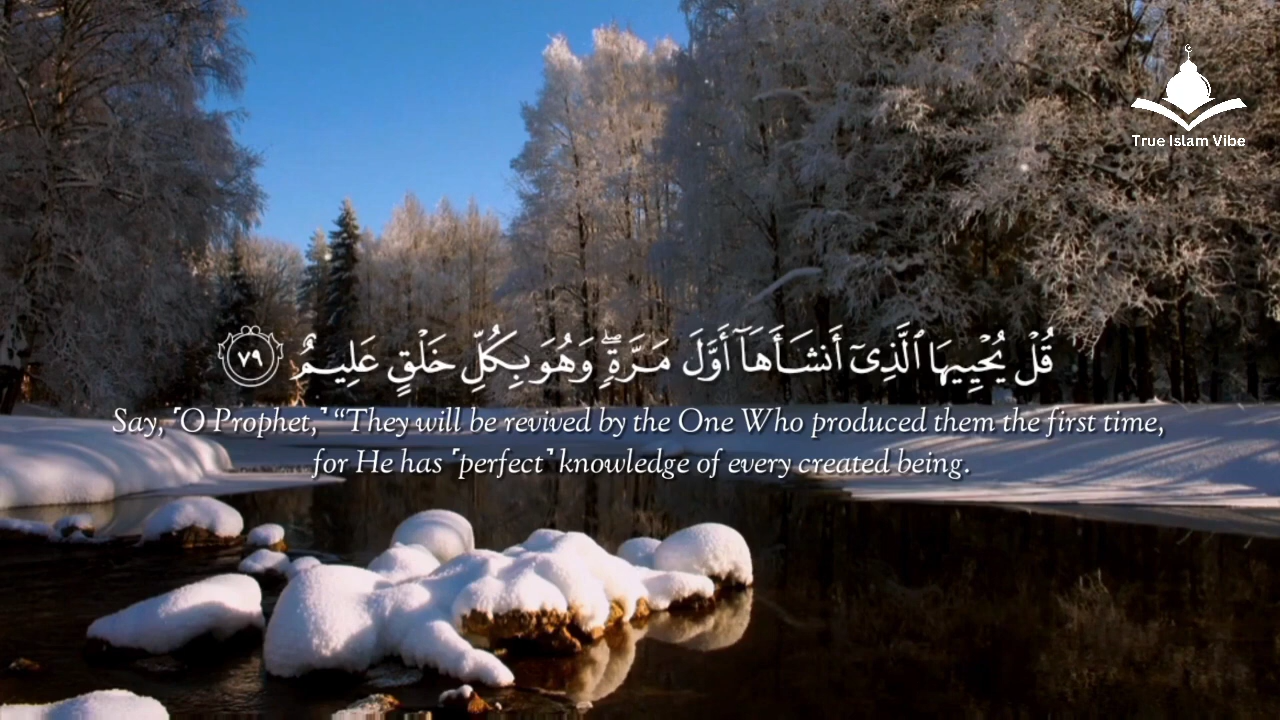 True Islam Vibe
قُلْ يُحْيِيهَا ٱلَّذِىٓ أَنشَأَهَآ أَوَّلَ مَرَّةٍۢ ۖ وَهُوَ بِكُلِّ خَلْقٍ عَلِيمٌ ٧٩
Say, ˹O Prophet,˺ “They will be revived by the One Who produced them the first time,
for He has ˹perfect˺ knowledge of every created being.